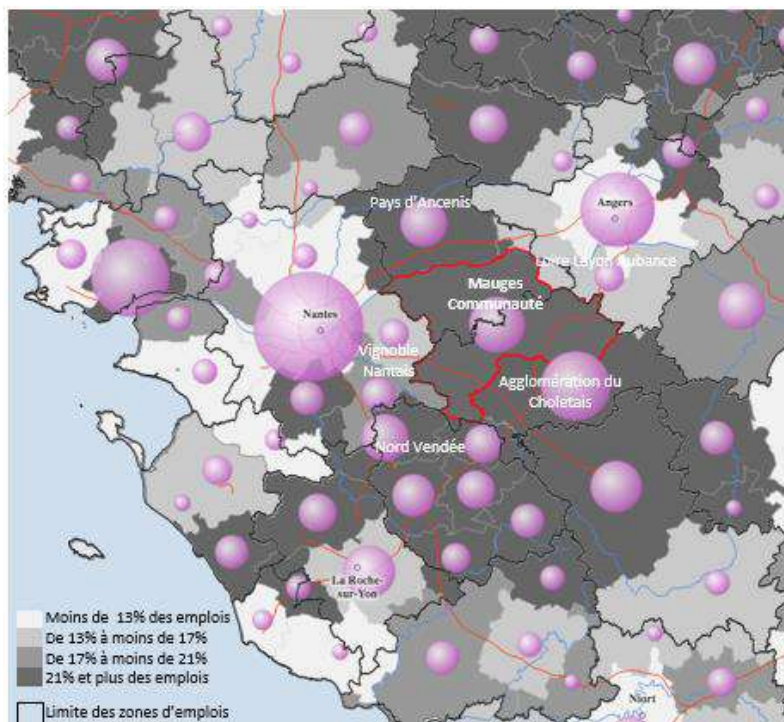 Pays d'Ancenis
Angers
Loire Layon Aubance
Mauges
Communauté
Nantes
Vignoble
Nantais
Agglomération du
Choletais
Nord Vendée
La Roche-
sur-Yon
Niort
Moins de 13% des emplois
De 13% à moins de 17%
De 17% à moins de 21%
21% et plus des emplois
Limite des zones d'emplois